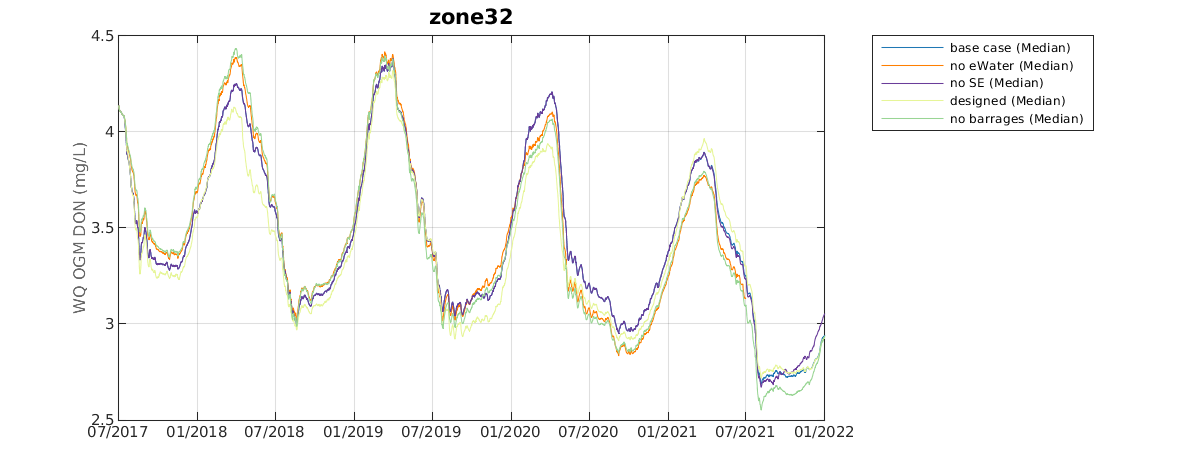 zone32
WQ OGM DON (mg/L)
4.5
4
3.5
3
2.5
07/2017 01/2018 07/2018 01/2019 07/2019 01/2020 07/2020 01/2021 07/2021 01/2022
base case (Median)
no eWater (Median)
no SE (Median)
designed (Median)
no barrages (Median)